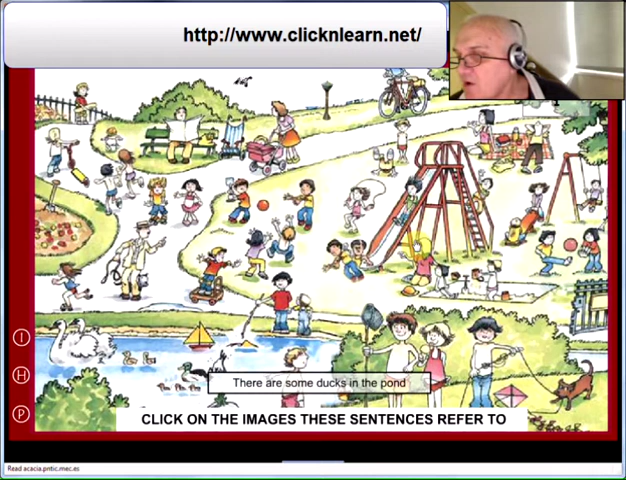 http://www.clicknlearn.net/
I
H
P
There are some ducks in the pond
CLICK ON THE IMAGES THESE SENTENCES REFER TO
Read acacia.pntic.mec.es